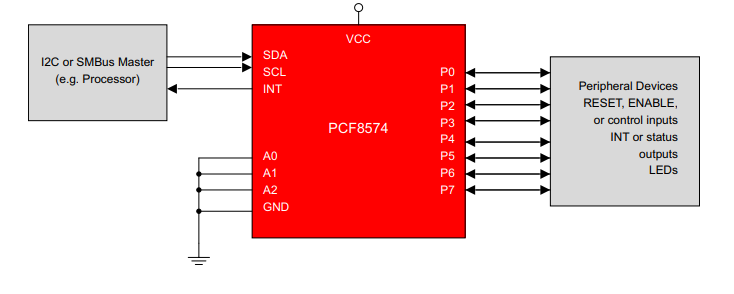 I2C or SMBus Master
(e.g. Processor)
VCC
SDA
SCL
INT
PCF8574
A0
A1
A2
GND
P0
P1
P2
P3
P4
P5
P6
P7
Peripheral Devices
RESET, ENABLE,
or control inputs
INT or status
outputs
LEDs